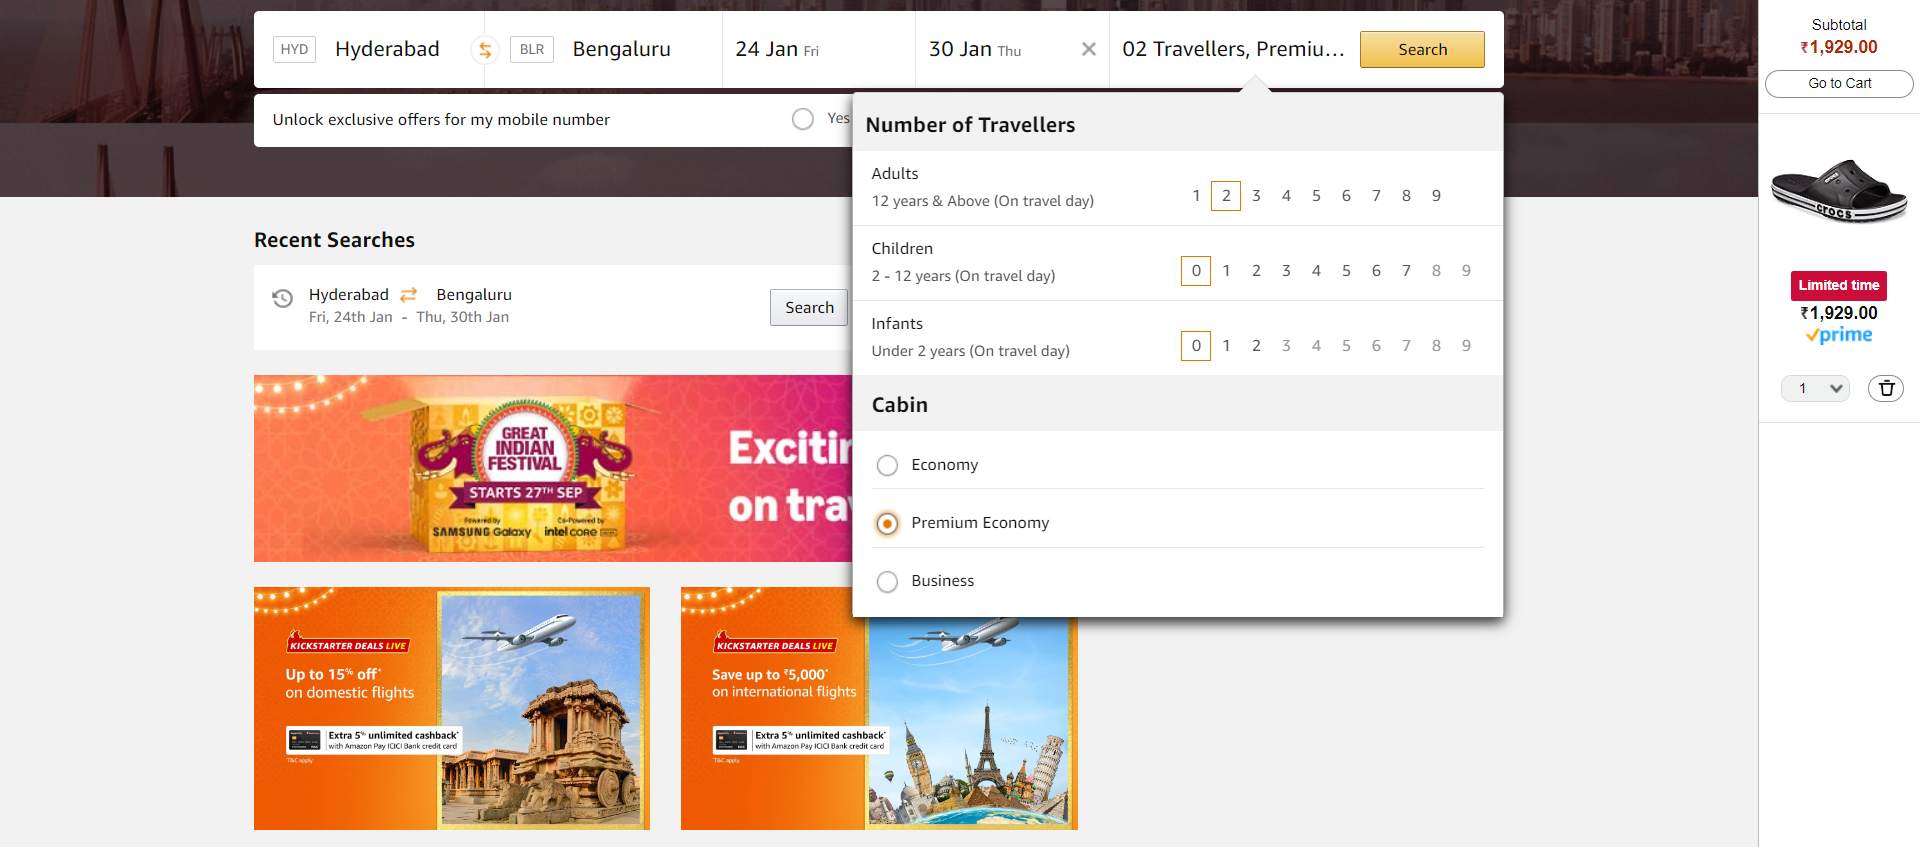 HYD Hyderabad BLR Bengaluru 24 Jan Fri 30 Jan Thu 02 Travellers, Premiu... Search
Unlock exclusive offers for my mobile number Yes
Number of Travellers
Adults
12 years & Above (On travel day)
1 2 3 4 5 6 7 8 9
Children
2 - 12 years (On travel day)
0 1 2 3 4 5 6 7 8 9
Infants
Under 2 years (On travel day)
0 1 2 3 4 5 6 7 8 9
Cabin
Economy
Premium Economy
Business
Recent Searches
Hyderabad Bengaluru
Fri, 24th Jan - Thu, 30th Jan
Search
GREAT
INDIAN
FESTIVAL
STARTS 27TH SEP
Powered by
SAMSUNG Galaxy
Co-Powered by
intel CORE
Excitin
on tra
KICKSTARTER DEALS LIVE
Up to 15% off*
on domestic flights
Extra 5% unlimited cashback*
with Amazon Pay ICICI Bank credit card
*T&C apply
KICKSTARTER DEALS LIVE
Save up to ₹5,000*
on international flights
Extra 5% unlimited cashback*
with Amazon Pay ICICI Bank credit card
*T&C apply
Subtotal
₹1,929.00
Go to Cart
crocs
Limited time
₹1,929.00
prime
1